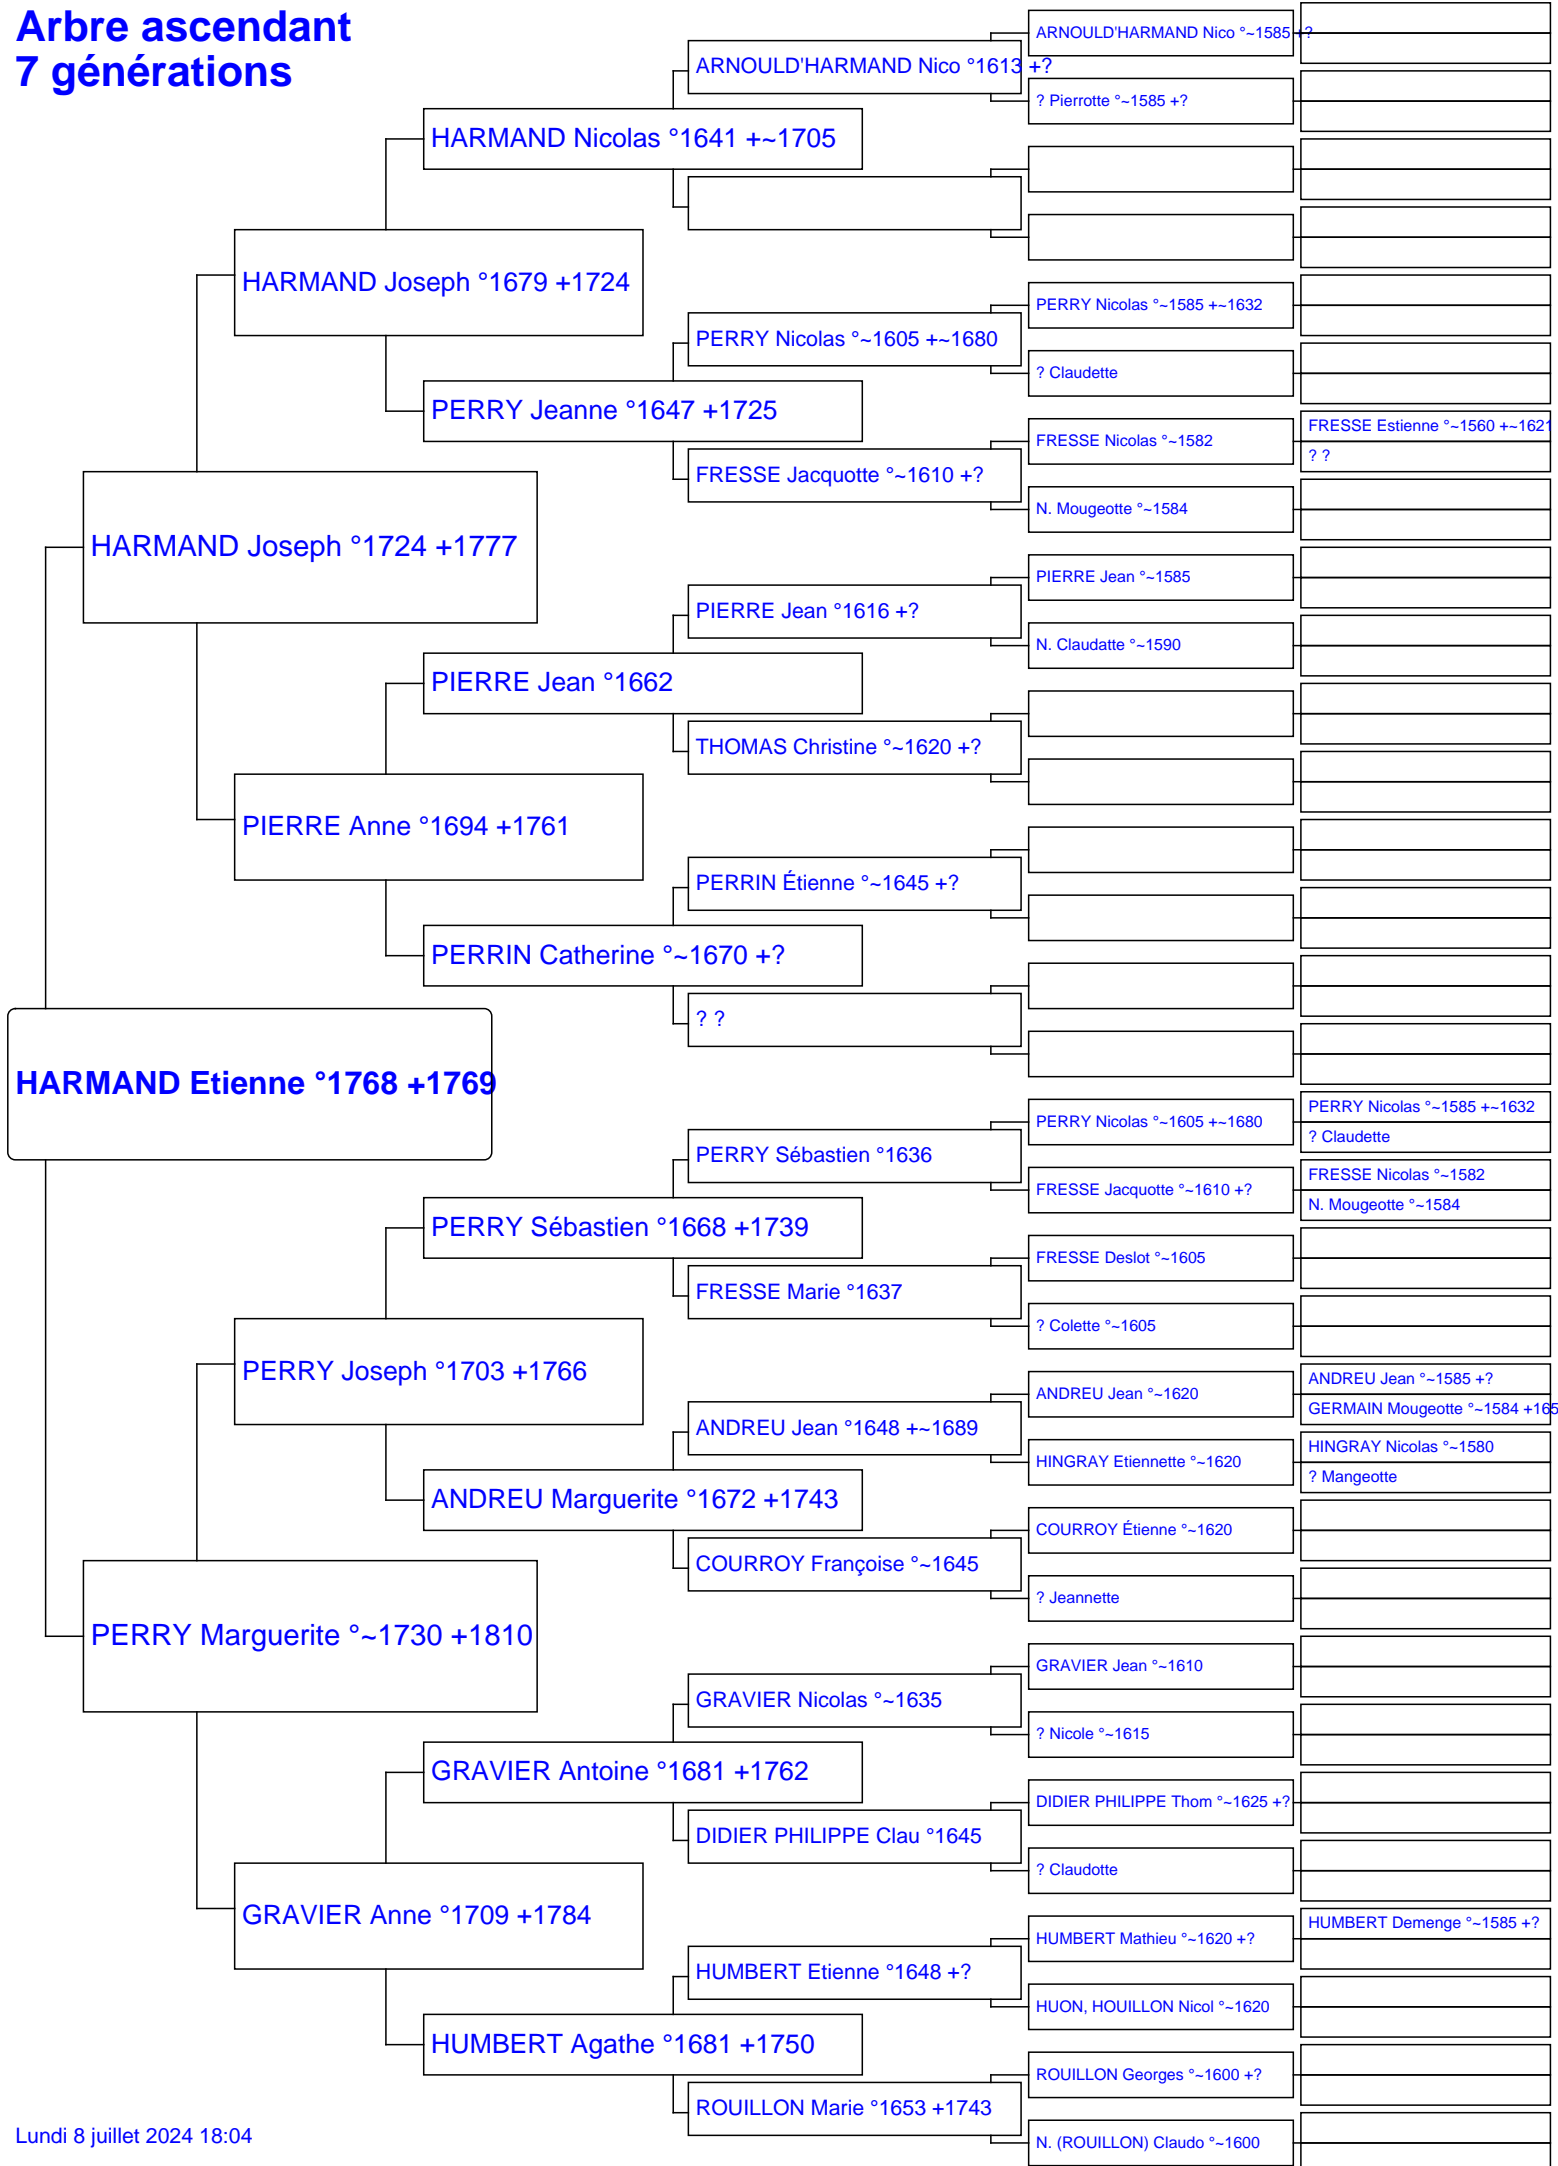 Arbre ascendant
7 générations
ARNOULD'HARMAND Nico °~1585 +?
ARNOULD'HARMAND Nico °1613 +?
? Pierrotte °~1585 +?
HARMAND Nicolas °1641 +~1705
HARMAND Joseph °1679 +1724
PERRY Nicolas °~1585 +~1632
PERRY Nicolas °~1605 +~1680
? Claudette
PERRY Jeanne °1647 +1725
FRESSE Estienne °~1560 +~1621
FRESSE Nicolas °~1582
? ?
FRESSE Jacquotte °~1610 +?
N. Mougeotte °~1584
HARMAND Joseph °1724 +1777
PIERRE Jean °~1585
PIERRE Jean °1616 +?
N. Claudatte °~1590
PIERRE Jean °1662
THOMAS Christine °~1620 +?
PIERRE Anne °1694 +1761
PERRIN Étienne °~1645 +?
PERRIN Catherine °~1670 +?
? ?
HARMAND Etienne °1768 +1769
PERRY Nicolas °~1585 +~1632
PERRY Nicolas °~1605 +~1680
? Claudette
PERRY Sébastien °1636
FRESSE Nicolas °~1582
FRESSE Jacquotte °~1610 +?
N. Mougeotte °~1584
PERRY Sébastien °1668 +1739
FRESSE Deslot °~1605
FRESSE Marie °1637
? Colette °~1605
PERRY Joseph °1703 +1766
ANDREU Jean °~1585 +?
ANDREU Jean °~1620
GERMAIN Mougeotte °~1584 +165
ANDREU Jean °1648 +~1689
HINGRAY Nicolas °~1580
HINGRAY Etiennette °~1620
? Mangeotte
ANDREU Marguerite °1672 +1743
COURROY Étienne °~1620
COURROY Françoise °~1645
? Jeannette
PERRY Marguerite °~1730 +1810
GRAVIER Jean °~1610
GRAVIER Nicolas °~1635
? Nicole °~1615
GRAVIER Antoine °1681 +1762
DIDIER PHILIPPE Thom °~1625 +?
DIDIER PHILIPPE Clau °1645
? Claudotte
GRAVIER Anne °1709 +1784
HUMBERT Demenge °~1585 +?
HUMBERT Mathieu °~1620 +?
HUMBERT Etienne °1648 +?
HUON, HOUILLON Nicol °~1620
HUMBERT Agathe °1681 +1750
ROUILLON Georges °~1600 +?
ROUILLON Marie °1653 +1743
N. (ROUILLON) Claudo °~1600
Lundi 8 juillet 2024 18:04